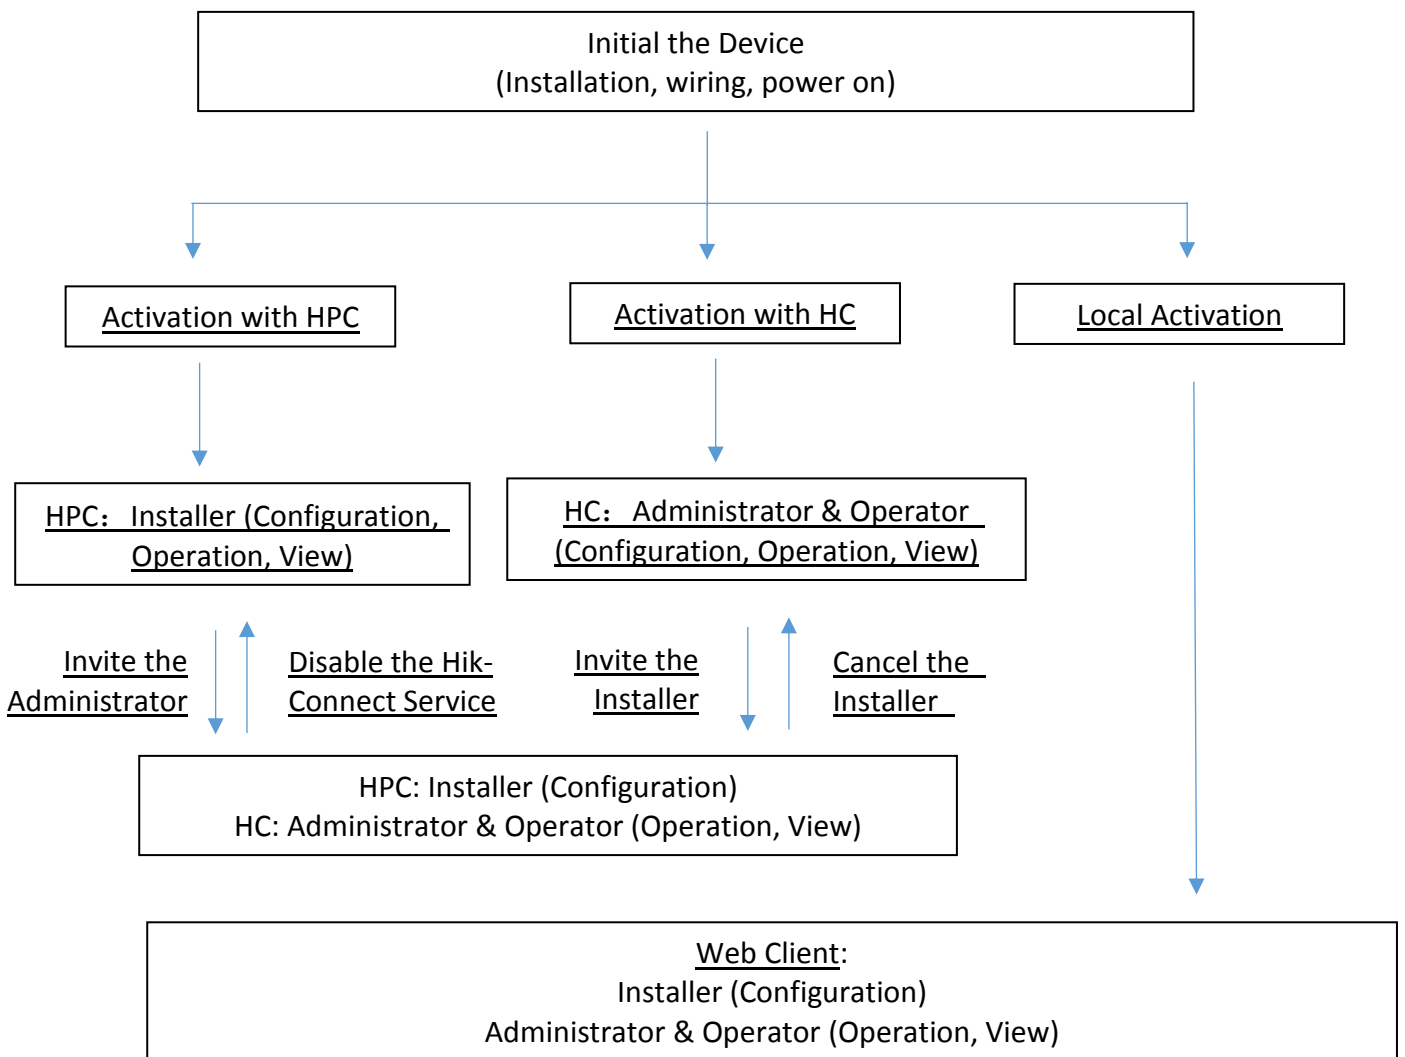 Initial the Device
(Installation, wiring, power on)
Activation with HPC
Activation with HC
Local Activation
HPC： Installer (Configuration,
Operation, View)
HC： Administrator & Operator
(Configuration, Operation, View)
Invite the
Administrator
Disable the Hik-
Connect Service
Invite the
Installer
Cancel the
Installer
HPC: Installer (Configuration)
HC: Administrator & Operator (Operation, View)
Web Client:
Installer (Configuration)
Administrator & Operator (Operation, View)